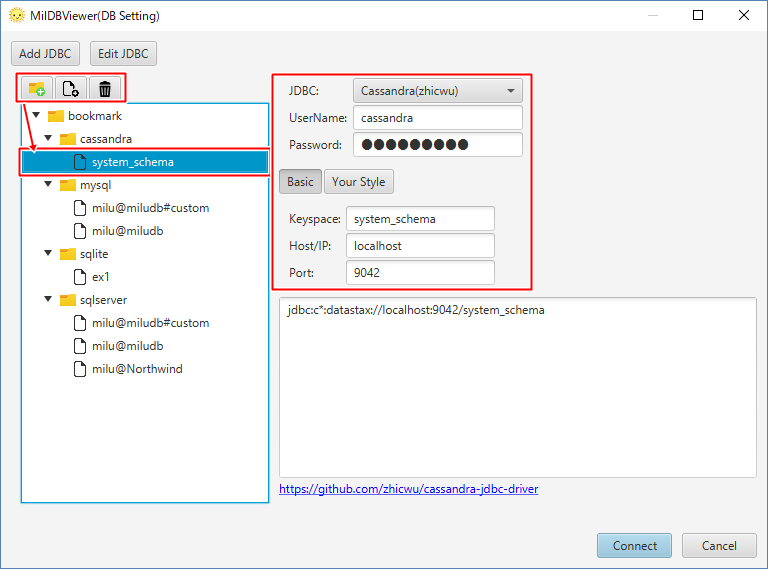 MilDBViewer(DB Setting)
Add JDBC
Edit JDBC
bookmark
cassandra
system_schema
mysql
milu@miludb#custom
milu@miludb
sqlite
ex1
sqlserver
milu@miludb#custom
milu@miludb
milu@Northwind
JDBC: Cassandra(zhicwu)
UserName: cassandra
Password: ●●●●●●●●●
Basic
Your Style
Keyspace: system_schema
Host/IP: localhost
Port: 9042
jdbc:c*:datastax://localhost:9042/system_schema
https://github.com/zhicwu/cassandra-jdbc-driver
Connect
Cancel